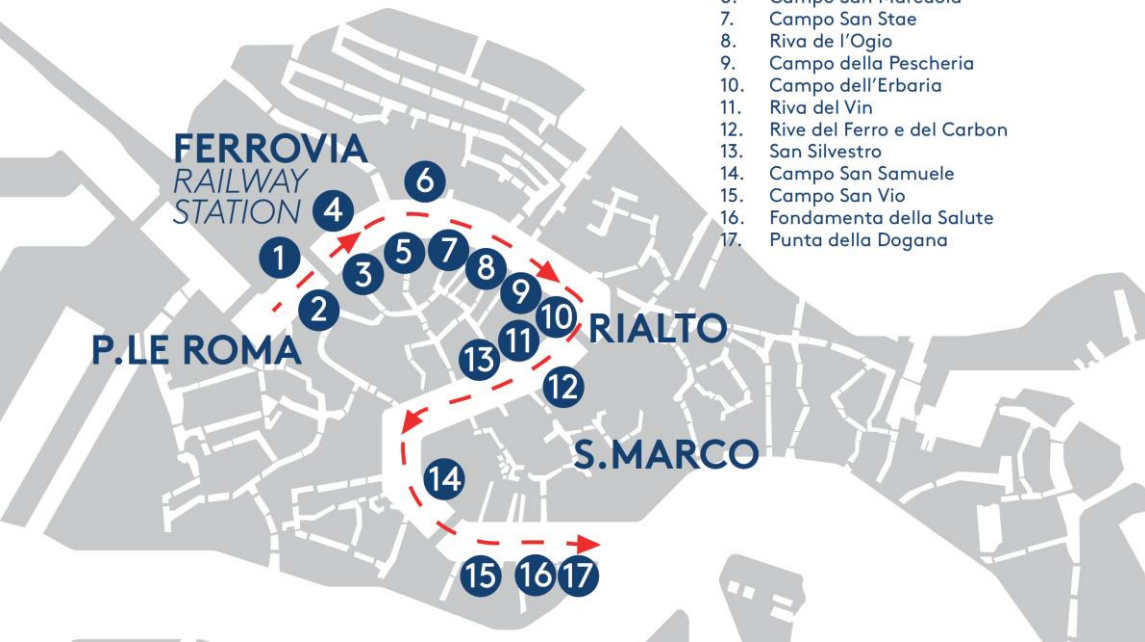 7. Campo San Stae
8. Riva de l'Ogio
9. Campo della Pescheria
10. Campo dell'Erbaria
11. Riva del Vin
12. Rive del Ferro e del Carbon
13. San Silvestro
14. Campo San Samuele
15. Campo San Vio
16. Fondamenta della Salute
17. Punta della Dogana
FERROVIA
RAILWAY
STATION
4
6
1
2
3
5
7
8
9
10
11
13
12
P.LE ROMA
RIALTO
S.MARCO
14
15
16
17